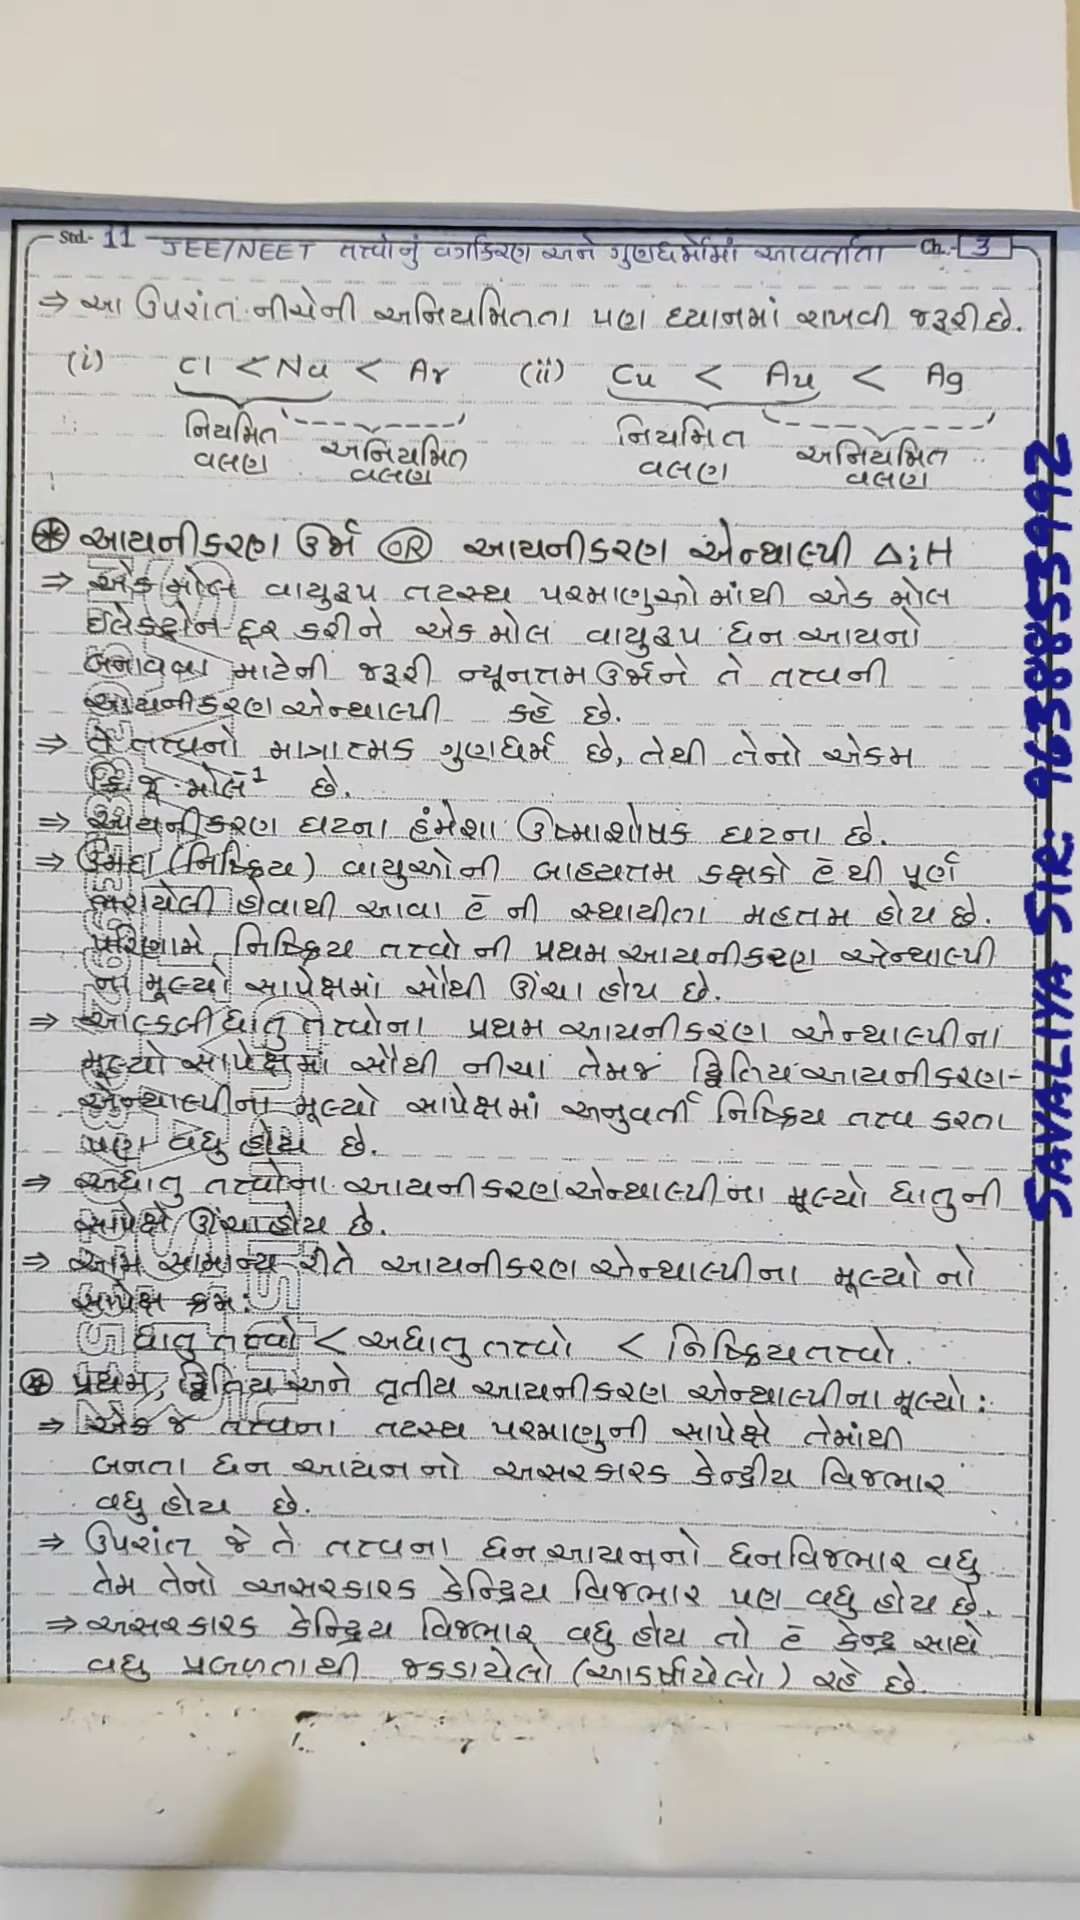 Std.- 11 JEE/NEET તત્ત્વોનું વર્ગીકરણ અને ગુણધર્મોમાં આવર્તીતા Ch.- 3
⇒ આ ઉપરાંત નીચેની અનિયમિતતા પણ ધ્યાનમાં રાખવી જરૂરી છે.
(i) Cl < Na < Ar (ii) Cu < Au < Ag
નિયમિત અનિયમિત નિયમિત અનિયમિત
વલણ વલણ વલણ વલણ
⊛ આયનીકરણ ઉર્જા OR આયનીકરણ એન્થાલ્પી ΔiH
⇒ એક મોલ વાયુરૂપ તટસ્થ પરમાણુઓમાંથી એક મોલ
ઈલેક્ટ્રોન દૂર કરીને એક મોલ વાયુરૂપ ધન આયનો
બનાવવા માટેની જરૂરી ન્યૂનત્તમ ઉર્જાને તે તત્વની
આયનીકરણ એન્થાલ્પી કહે છે.
⇒ તે તત્વનો માત્રાત્મક ગુણધર્મ છે, તેથી તેનો એકમ
કિ.જૂ.મોલ⁻¹ છે.
⇒ આયનીકરણ ઘટના હંમેશા ઉષ્માશોષક ઘટના છે.
⇒ ઉમદા (નિષ્ક્રિય) વાયુઓની બાહ્યતમ કક્ષકો ē થી પૂર્ણ
ભરાયેલી હોવાથી આવા ē ની સ્થાયીતા મહતમ હોય છે.
પરિણામે નિષ્ક્રિય તત્વોની પ્રથમ આયનીકરણ એન્થાલ્પી
ના મૂલ્યો સાપેક્ષમાં સૌથી ઊંચા હોય છે.
⇒ આલ્કલી ધાતુ તત્વોના પ્રથમ આયનીકરણ એન્થાલ્પીના
મૂલ્યો સાપેક્ષમાં સૌથી નીચા તેમજ દ્વિતિય આયનીકરણ-
એન્થાલ્પીના મૂલ્યો સાપેક્ષમાં અનુવર્તી નિષ્ક્રિય તત્વ કરતા
પણ વધુ હોય છે.
⇒ અધાતુ તત્વોના આયનીકરણ એન્થાલ્પીના મૂલ્યો ધાતુની
સાપેક્ષે ઊંચા હોય છે.
⇒ આમ સામાન્ય રીતે આયનીકરણ એન્થાલ્પીના મૂલ્યો નો
સાપેક્ષ ક્રમ:
ધાતુ તત્વો < અધાતુ તત્વો < નિષ્ક્રિય તત્વો.
⊛ પ્રથમ, દ્વિતિય અને તૃતીય આયનીકરણ એન્થાલ્પીના મૂલ્યો:
⇒ એક જ તત્વના તટસ્થ પરમાણુની સાપેક્ષે તેમાંથી
બનતા ધન આયનનો અસરકારક કેન્દ્રીય વિજભાર
વધુ હોય છે.
⇒ ઉપરાંત જે તે તત્વના ધન આયનનો ધનવિજભાર વધુ
તેમ તેનો અસરકારક કેન્દ્રિય વિજભાર પણ વધુ હોય છે.
⇒ અસરકારક કેન્દ્રિય વિજભાર વધુ હોય તો ē કેન્દ્ર સાથે
વધુ પ્રબળતાથી જકડાયેલો (આકર્ષાયેલો) રહે છે.
SAVALIYA SIR: 9638853992